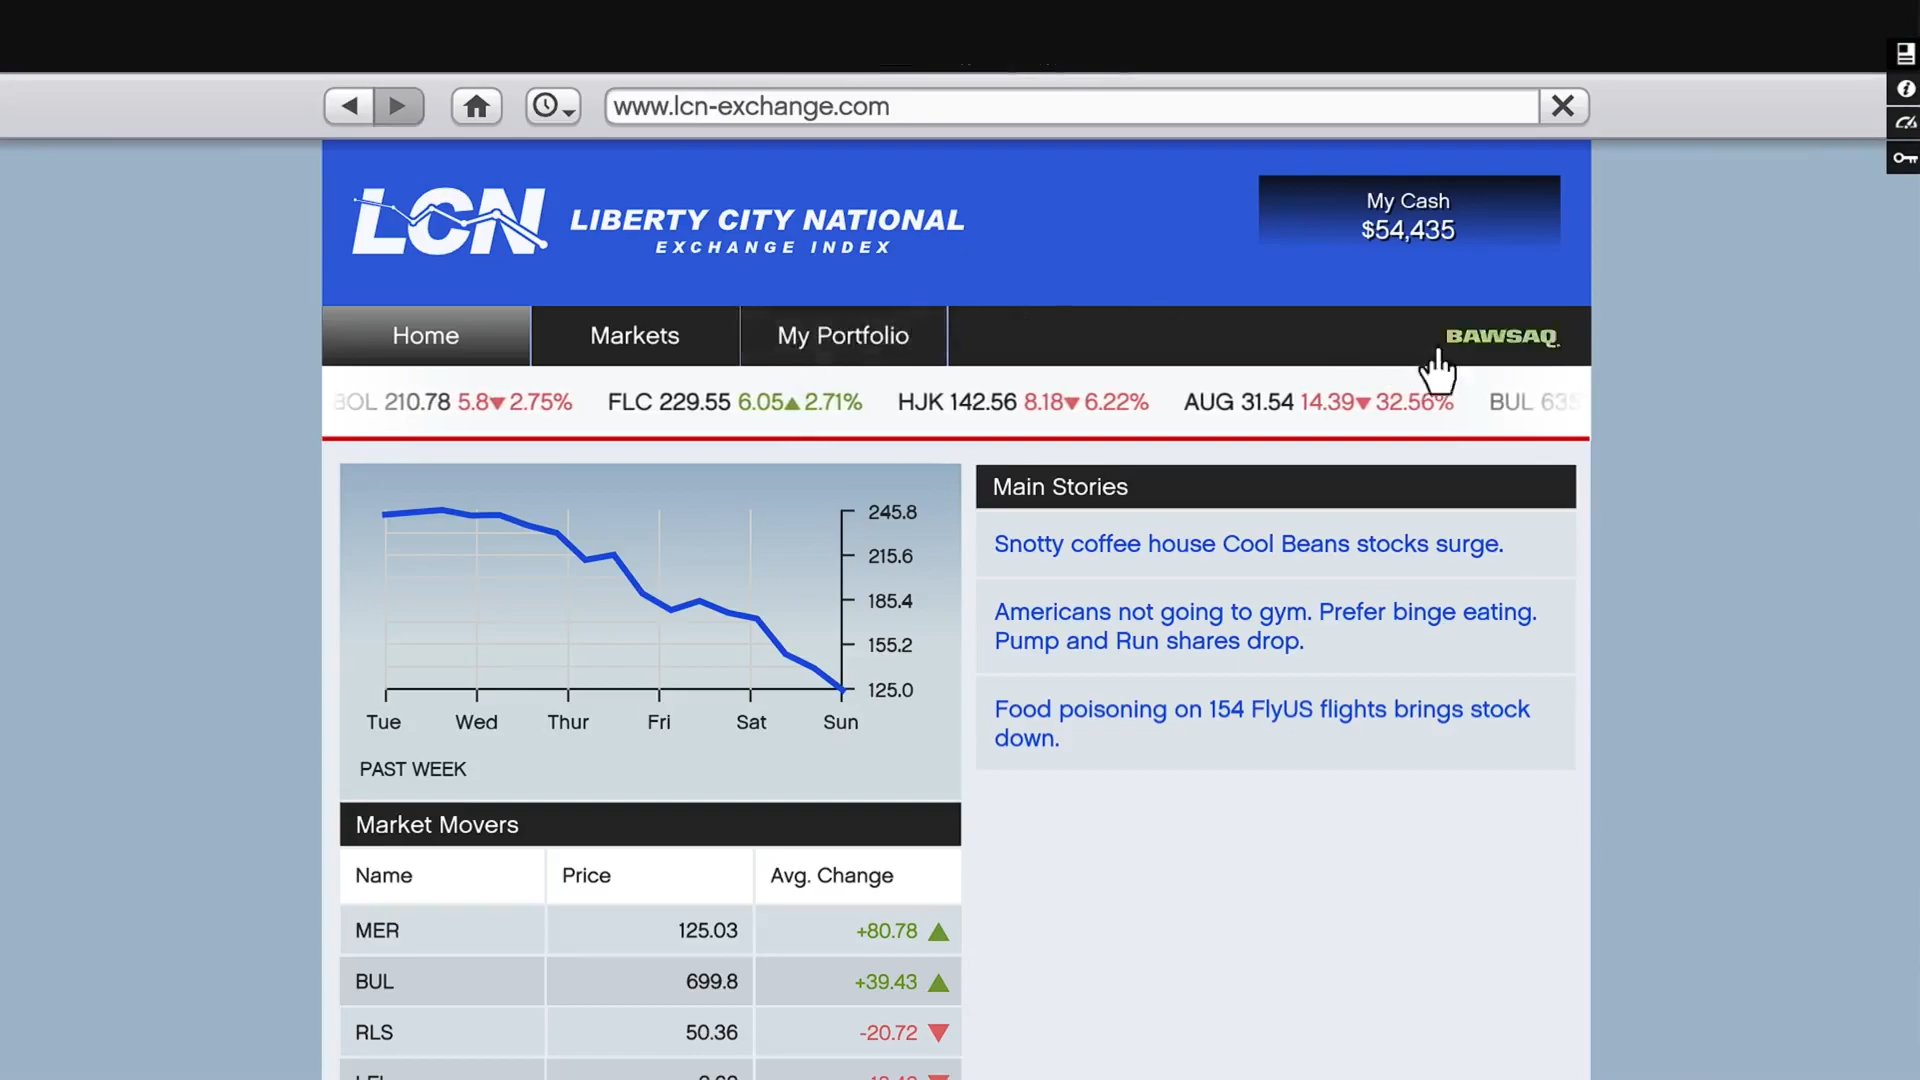 www.lcn-exchange.com
LCN
LIBERTY CITY NATIONAL
EXCHANGE INDEX
My Cash
$54,435
Home
Markets
My Portfolio
BAWSAQ
BOL 210.78 5.8▼2.75% FLC 229.55 6.05▲2.71% HJK 142.56 8.18▼6.22% AUG 31.54 14.39▼32.56% BUL 635
245.8
215.6
185.4
155.2
125.0
Tue Wed Thur Fri Sat Sun
PAST WEEK
Main Stories
Snotty coffee house Cool Beans stocks surge.
Americans not going to gym. Prefer binge eating.
Pump and Run shares drop.
Food poisoning on 154 FlyUS flights brings stock
down.
Market Movers
Name Price Avg. Change
MER 125.03 +80.78
BUL 699.8 +39.43
RLS 50.36 -20.72